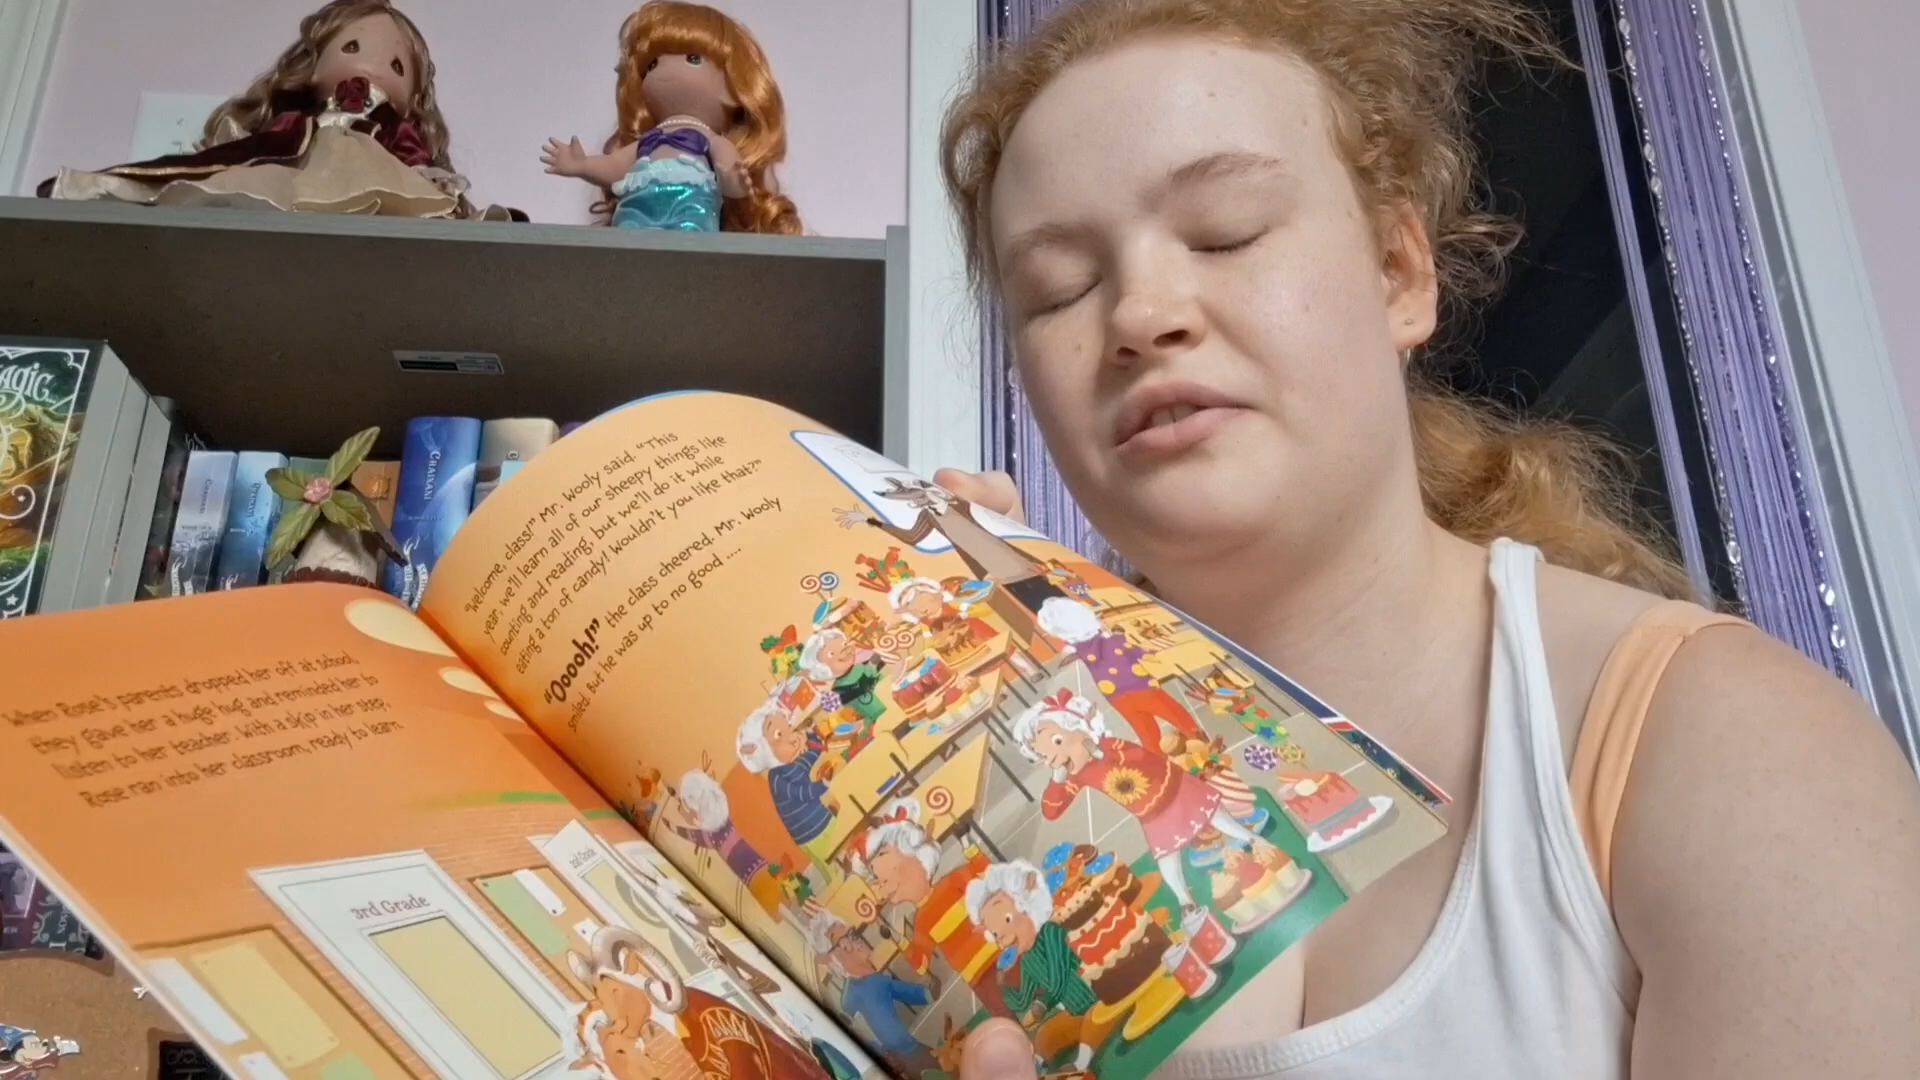 When Rose's parents dropped her off at school,
they gave her a huge hug and reminded her to
listen to her teacher. With a skip in her step,
Rose ran into her classroom, ready to learn.
3rd Grade
2nd Grade
"Welcome, class!" Mr. Wooly said. "This
year, we'll learn all of our sheepy things like
counting and reading, but we'll do it while
eating a ton of candy! Wouldn't you like that?"
"Ooooh!" the class cheered. Mr. Wooly
smiled. But he was up to no good ....
CHAINANI